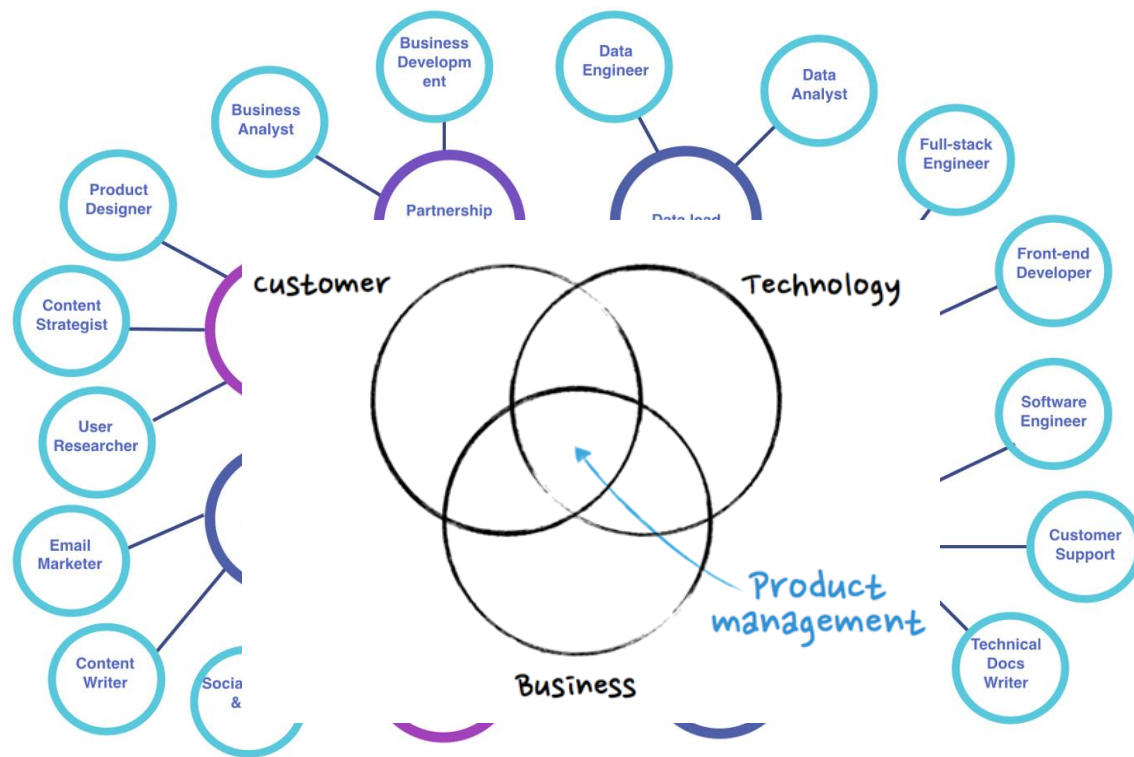 Business
Developm
ent
Data
Engineer
Data
Analyst
Business
Analyst
Full-stack
Engineer
Product
Designer
Partnership
Data lead
Front-end
Developer
Customer
Technology
Content
Strategist
User
Researcher
Software
Engineer
Email
Marketer
Customer
Support
Product
management
Content
Writer
Technical
Docs
Writer
Business
&